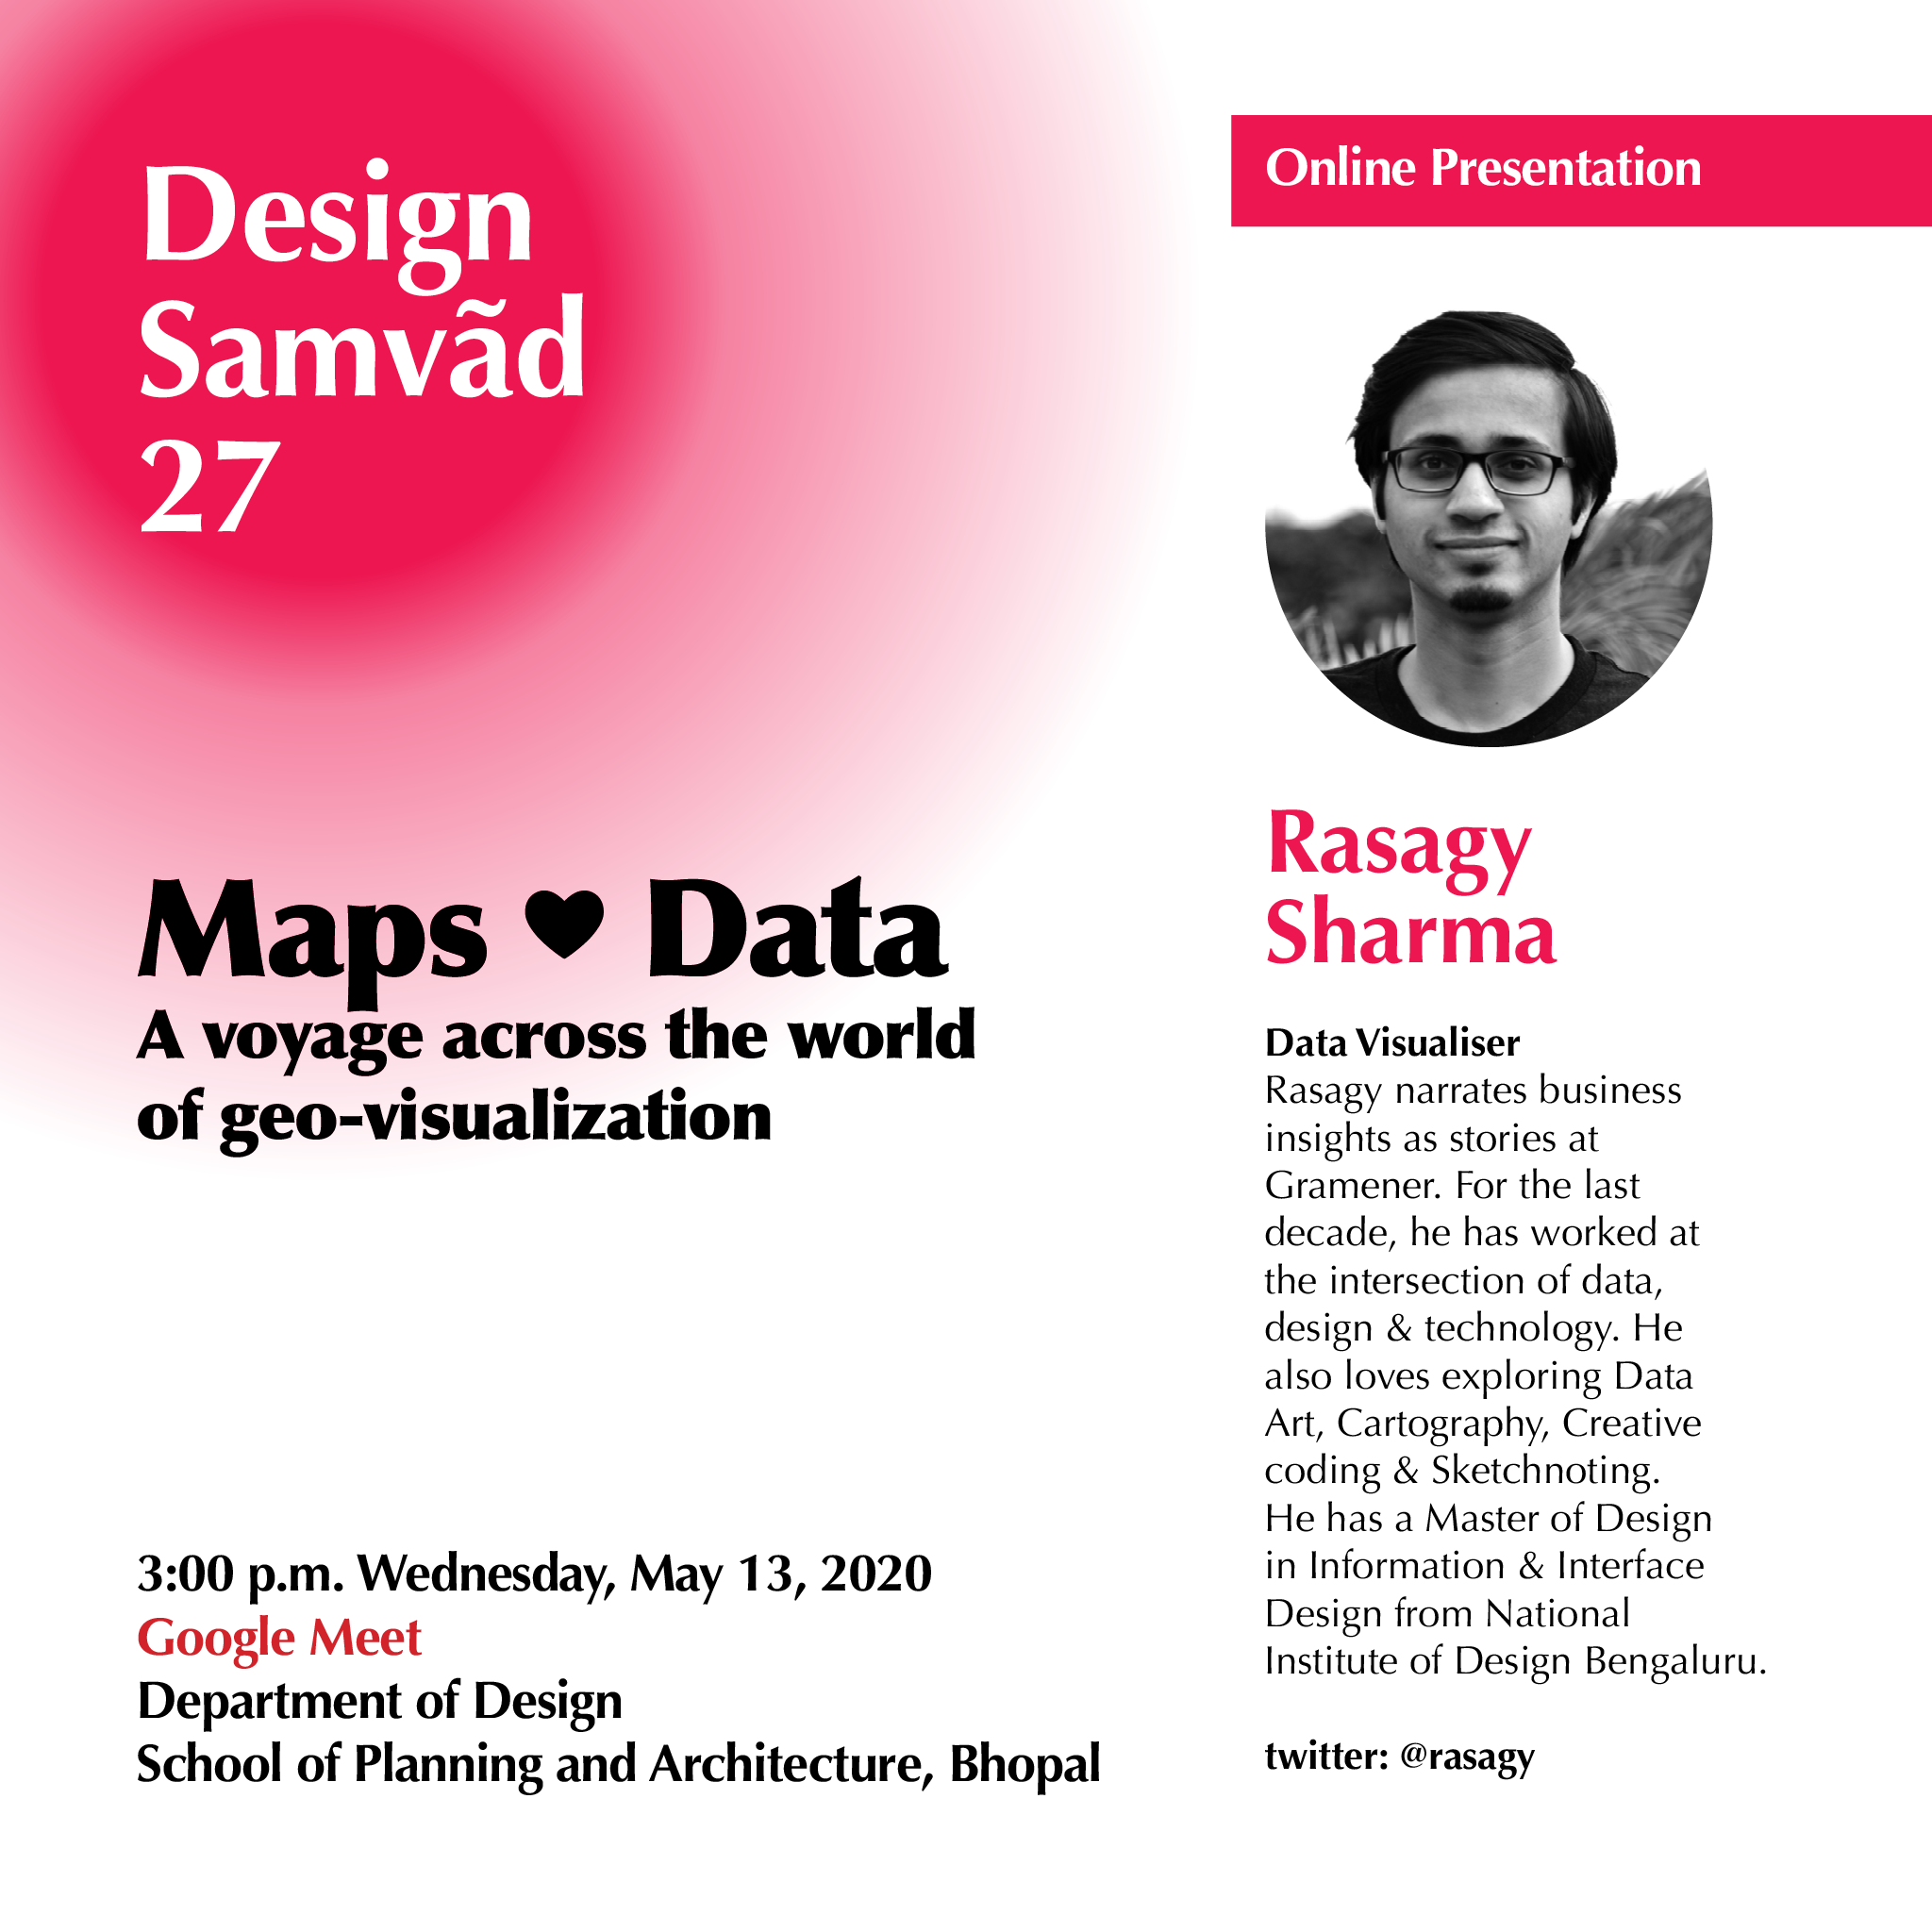 Design
Samvãd
27
Maps ♥ Data
A voyage across the world
of geo-visualization
3:00 p.m. Wednesday, May 13, 2020
Google Meet
Department of Design
School of Planning and Architecture, Bhopal
Online Presentation
Rasagy
Sharma
Data Visualiser
Rasagy narrates business
insights as stories at
Gramener. For the last
decade, he has worked at
the intersection of data,
design & technology. He
also loves exploring Data
Art, Cartography, Creative
coding & Sketchnoting.
He has a Master of Design
in Information & Interface
Design from National
Institute of Design Bengaluru.
twitter: @rasagy